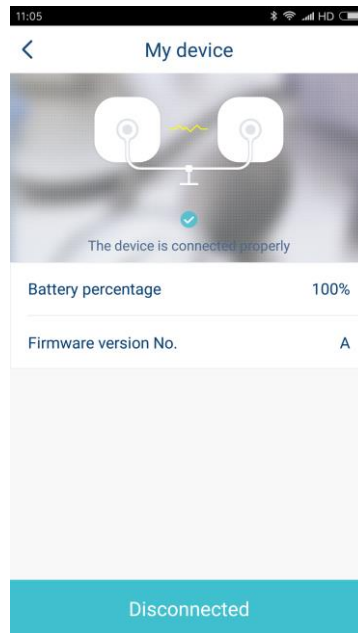 11:05
HD
My device
The device is connected properly
Battery percentage 100%
Firmware version No. A
Disconnected